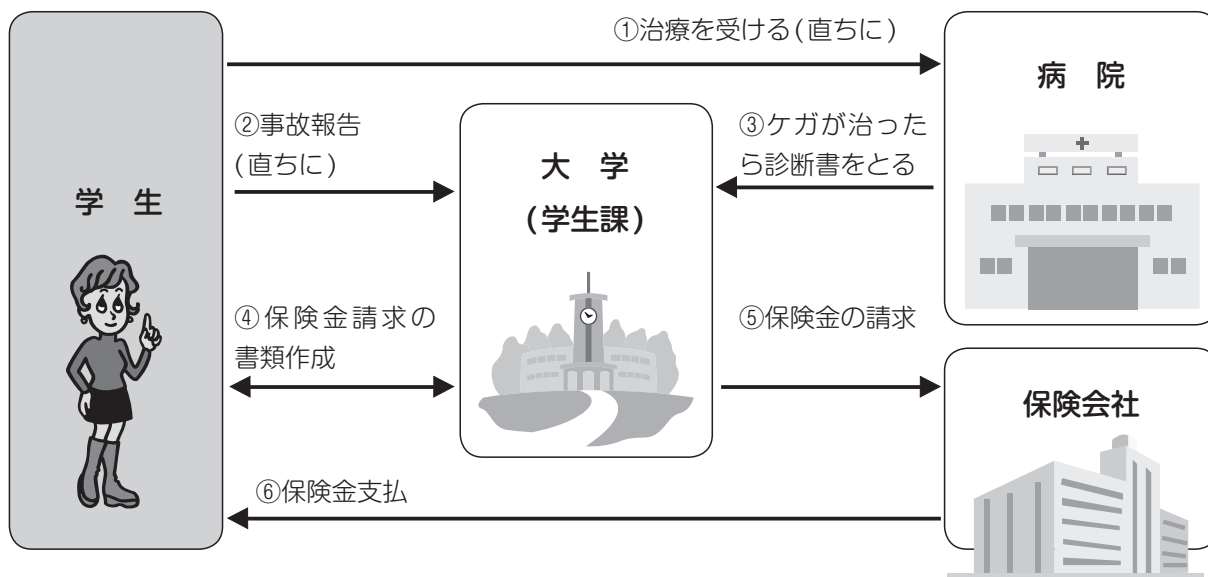 ①治療を受ける(直ちに)
病　院
②事故報告
(直ちに)
大　学
(学生課)
③ケガが治った
ら診断書をとる
学　生
④保険金請求の
書類作成
⑤保険金の請求
保険会社
⑥保険金支払